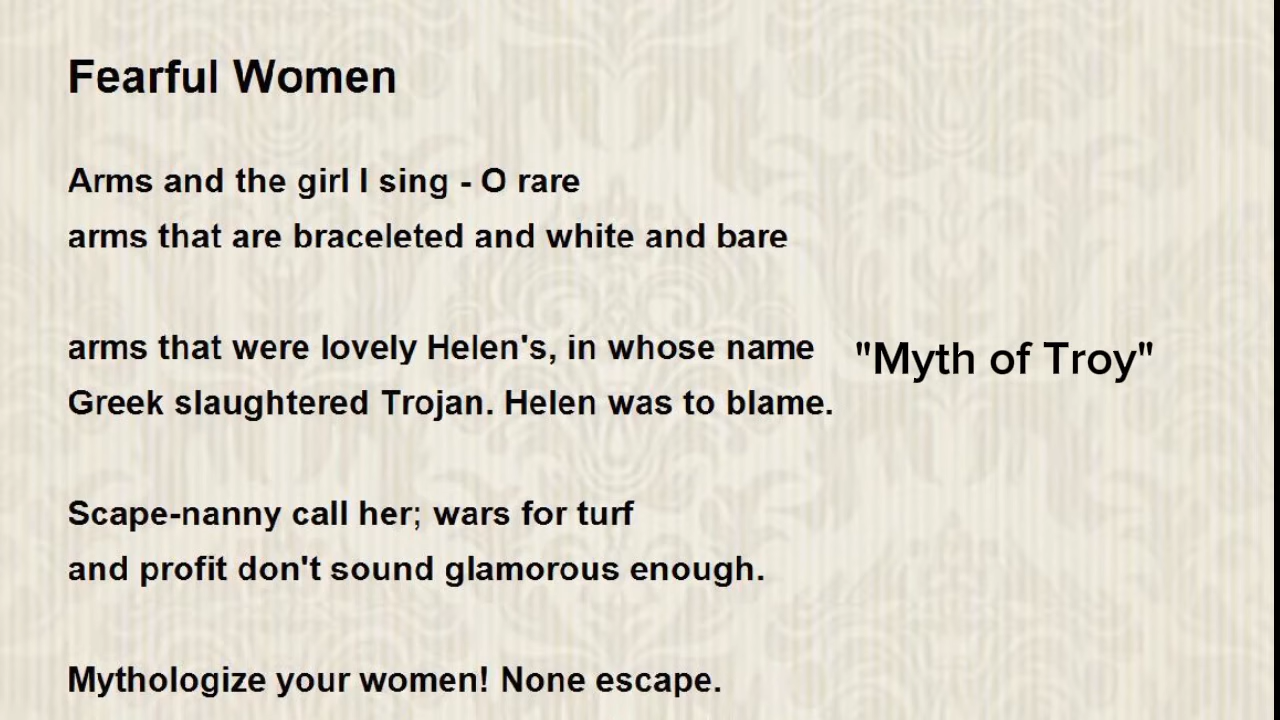 Fearful Women
Arms and the girl I sing - O rare
arms that are braceleted and white and bare
arms that were lovely Helen's, in whose name
"Myth of Troy"
Greek slaughtered Trojan. Helen was to blame.
Scape-nanny call her; wars for turf
and profit don't sound glamorous enough.
Mythologize your women! None escape.